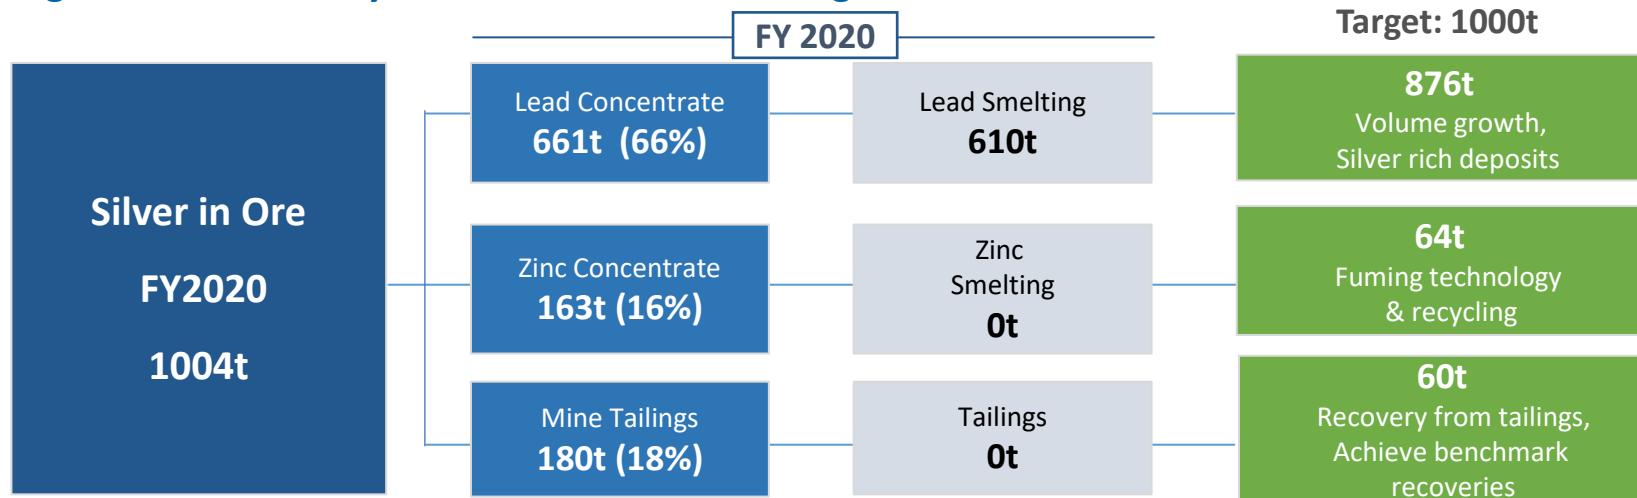 FY 2020
Target: 1000t
Silver in Ore
FY2020
1004t
Lead Concentrate
661t (66%)
Lead Smelting
610t
876t
Volume growth,
Silver rich deposits
Zinc Concentrate
163t (16%)
Zinc
Smelting
0t
64t
Fuming technology
& recycling
Mine Tailings
180t (18%)
Tailings
0t
60t
Recovery from tailings,
Achieve benchmark
recoveries